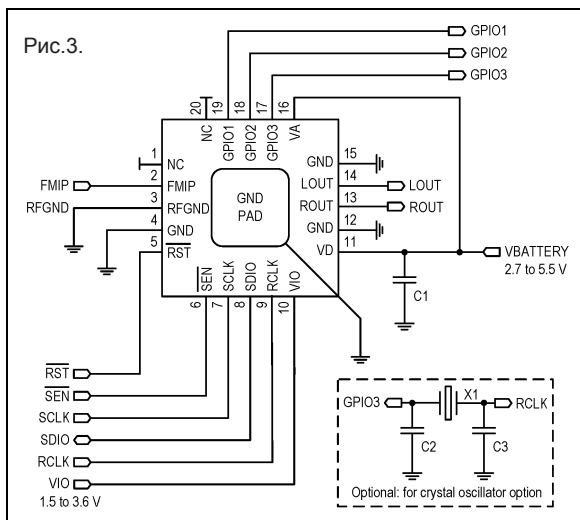 Рис.3.
GPIO1
GPIO2
GPIO3
20
19
18
17
16
NC
GPIO1
GPIO2
GPIO3
VA
1
NC
FMIP
2
FMIP
RFGND
3
RFGND
4
GND
5
RST
GND
PAD
GND
15
LOUT
14
LOUT
ROUT
13
ROUT
GND
12
VD
11
VBATTERY
2.7 to 5.5 V
C1
SEN
SCLK
SDIO
RCLK
VIO
6
7
8
9
10
RST
SEN
SCLK
SDIO
RCLK
VIO
1.5 to 3.6 V
GPIO3
X1
RCLK
C2
C3
Optional: for crystal oscillator option